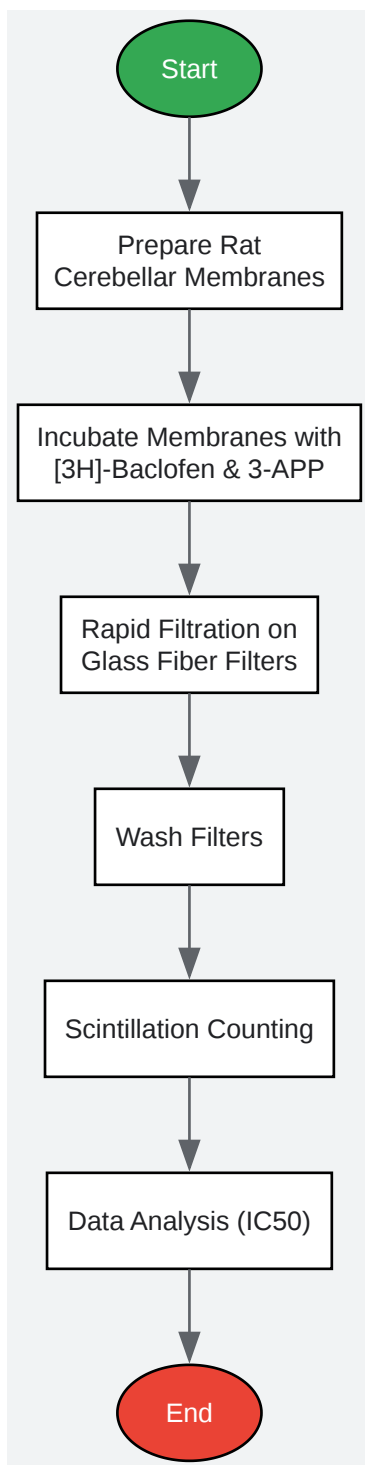 Start
Prepare Rat
Cerebellar Membranes
Incubate Membranes with
[3H]-Baclofen & 3-APP
Rapid Filtration on
Glass Fiber Filters
Wash Filters
Scintillation Counting
Data Analysis (IC50)
End